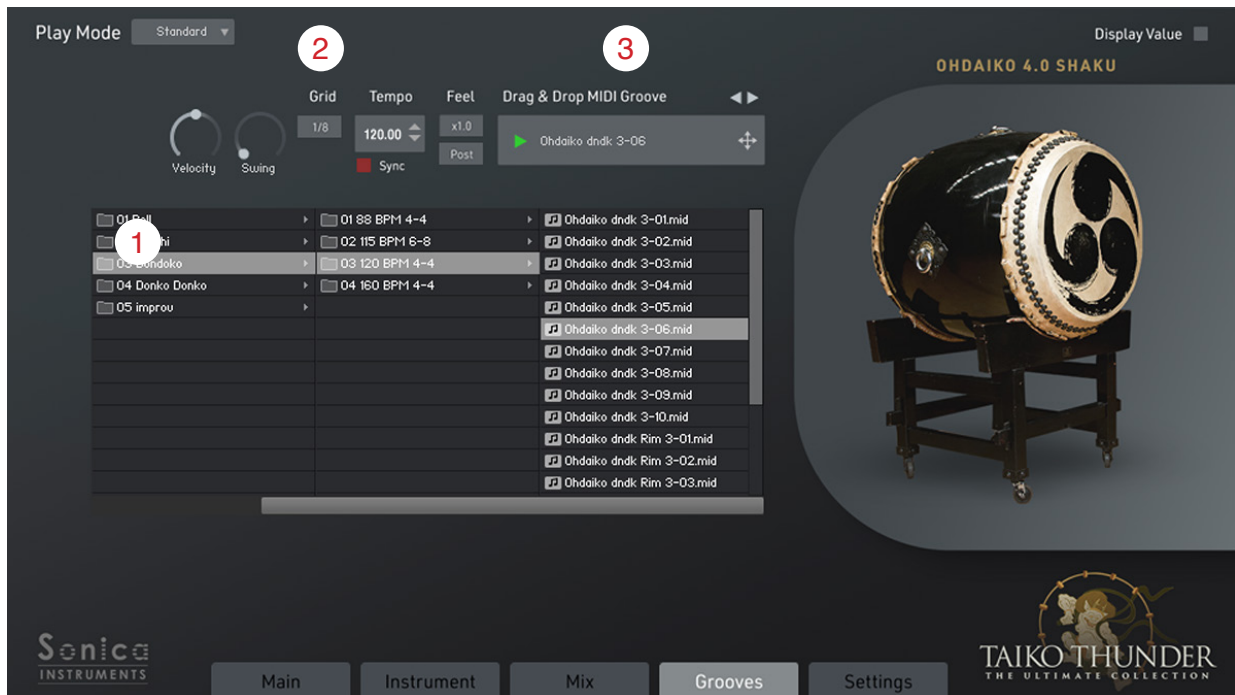 Play Mode Standard
Display Value
2
3
OHDAIKO 4.0 SHAKU
Grid Tempo Feel Drag & Drop MIDI Groove
1/8 120.00 x1.0
Ohdaiko dndk 3-06
Post
Sync
Velocity Swing
01 Bell 01 88 BPM 4-4 Ohdaiko dndk 3-01.mid
1 hi 02 115 BPM 6-8 Ohdaiko dndk 3-02.mid
03 Dondoko 03 120 BPM 4-4 Ohdaiko dndk 3-03.mid
04 Donko Donko 04 160 BPM 4-4 Ohdaiko dndk 3-04.mid
05 improv Ohdaiko dndk 3-05.mid
Ohdaiko dndk 3-06.mid
Ohdaiko dndk 3-07.mid
Ohdaiko dndk 3-08.mid
Ohdaiko dndk 3-09.mid
Ohdaiko dndk 3-10.mid
Ohdaiko dndk Rim 3-01.mid
Ohdaiko dndk Rim 3-02.mid
Ohdaiko dndk Rim 3-03.mid
Sonica
INSTRUMENTS
Main Instrument Mix Grooves Settings
TAIKO THUNDER
THE ULTIMATE COLLECTION